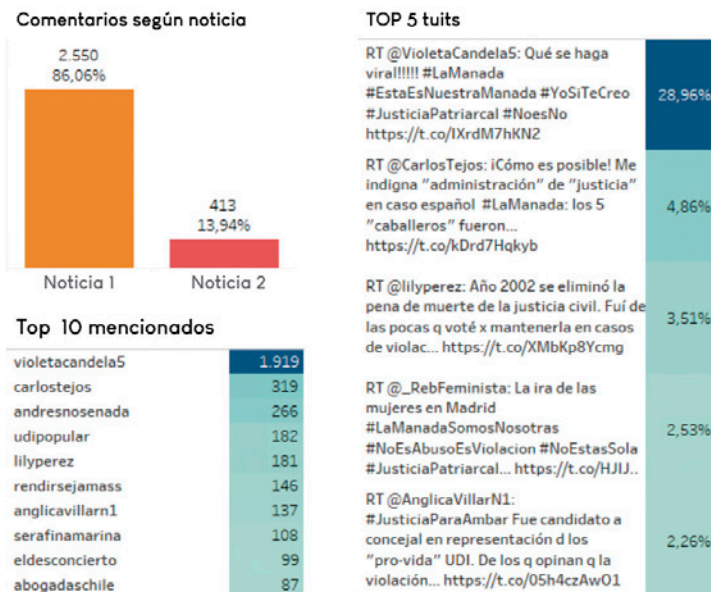 Comentarios según noticia
2.550
86,06%
413
13,94%
Noticia 1
Noticia 2
Top 10 mencionados
violetacandela5 1.919
carlostejos 319
andresnosenada 266
udipopular 182
lilyperez 181
rendirsejamass 146
anglicavillarn1 137
serafinamarina 108
eldesconcierto 99
abogadaschile 87
TOP 5 tuits
RT @VioletaCandela5: Qué se haga
viral!!!!! #LaManada
#EstaEsNuestraManada #YoSiTeCreo
#JusticiaPatriarcal #NoesNo
https://t.co/IXrdM7hKN2
28,96%
RT @CarlosTejos: ¡Cómo es posible! Me
indigna "administración" de "justicia"
en caso español #LaManada: los 5
"caballeros" fueron...
https://t.co/kDrd7Hqkyb
4,86%
RT @lilyperez: Año 2002 se eliminó la
pena de muerte de la justicia civil. Fuí de
las pocas q voté x mantenerla en casos
de violac... https://t.co/XMbKp8Ycmg
3,51%
RT @_RebFeminista: La ira de las
mujeres en Madrid
#LaManadaSomosNosotras
#NoEsAbusoEsViolacion #NoEstasSola
#JusticiaPatriarcal... https://t.co/HJIJ..
2,53%
RT @AnglicaVillarN1:
#JusticiaParaAmbar Fue candidato a
concejal en representación d los
"pro-vida" UDI. De los q opinan q la
violación... https://t.co/05h4czAwO1
2,26%